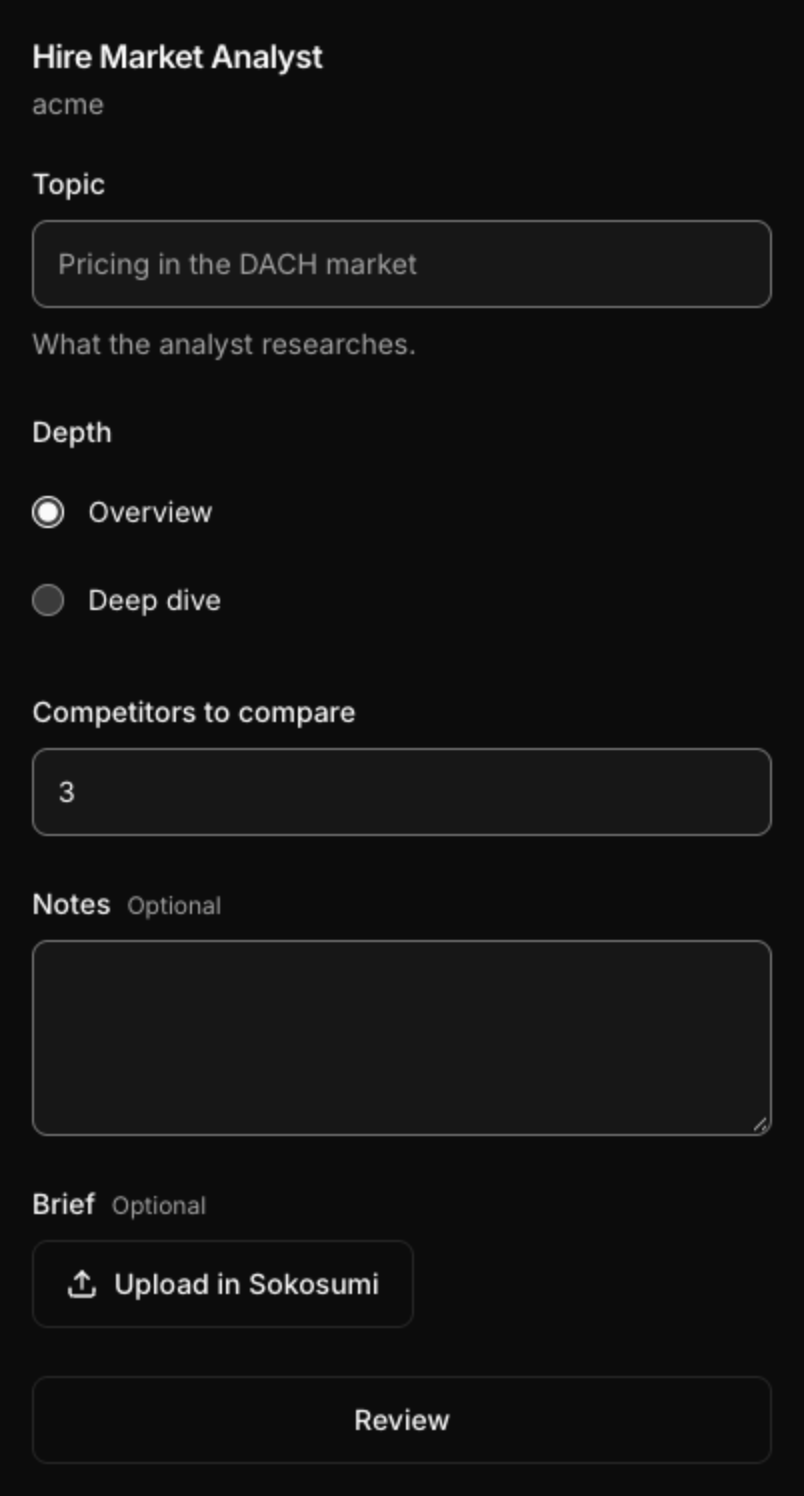 Hire Market Analyst
acme
Topic
Pricing in the DACH market
What the analyst researches.
Depth
Overview
Deep dive
Competitors to compare
3
Notes Optional
Brief Optional
Upload in Sokosumi
Review